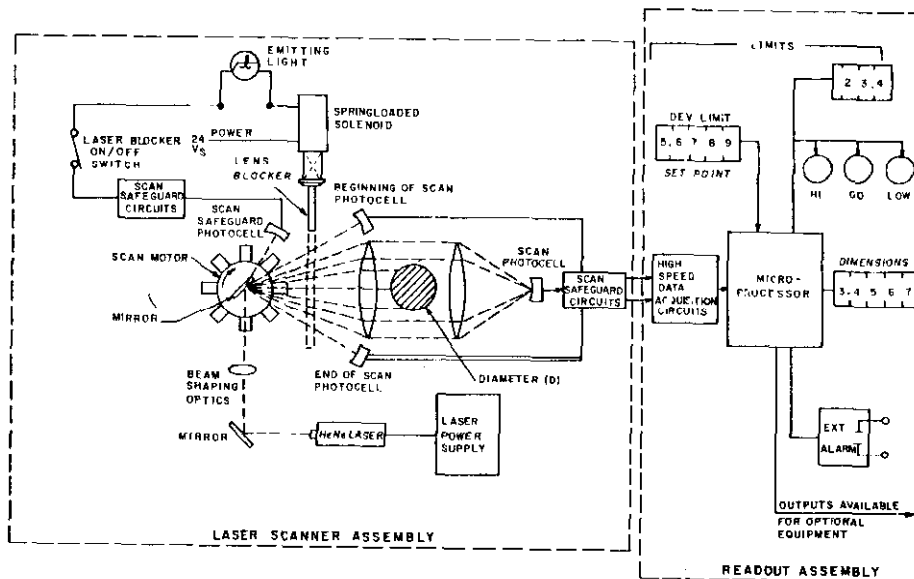 EMITTING
LIGHT
SPRINGLOADED
SOLENOID
LASER BLOCKER
ON/OFF
SWITCH
24
VS
POWER
LENS
BLOCKER
SCAN
SAFEGUARD
CIRCUITS
SCAN
SAFEGUARD
PHOTOCELL
BEGINNING OF SCAN
PHOTOCELL
SCAN MOTOR
MIRROR
SCAN
PHOTOCELL
SCAN SAFEGUARD
CIRCUITS
END OF SCAN
PHOTOCELL
DIAMETER (D)
BEAM
SHAPING
OPTICS
MIRROR
HeNe LASER
LASER
POWER
SUPPLY
LASER SCANNER ASSEMBLY
LIMITS
2 3.4
DEV LIMIT
5.6 7 8 9
SET POINT
HI
GO
LOW
HIGH
SPEED
DATA
ACQUISITION
CIRCUITS
MICRO-
PROCESSOR
DIMENSIONS
3.4 5 6 7
EXT
ALARM
OUTPUTS AVAILABLE
FOR OPTIONAL
EQUIPMENT
READOUT ASSEMBLY